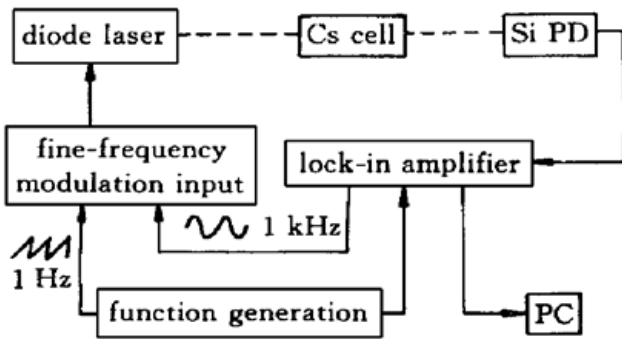 diode laser
Cs cell
Si PD
fine-frequency
modulation input
lock-in amplifier
1 kHz
1 Hz
function generation
PC